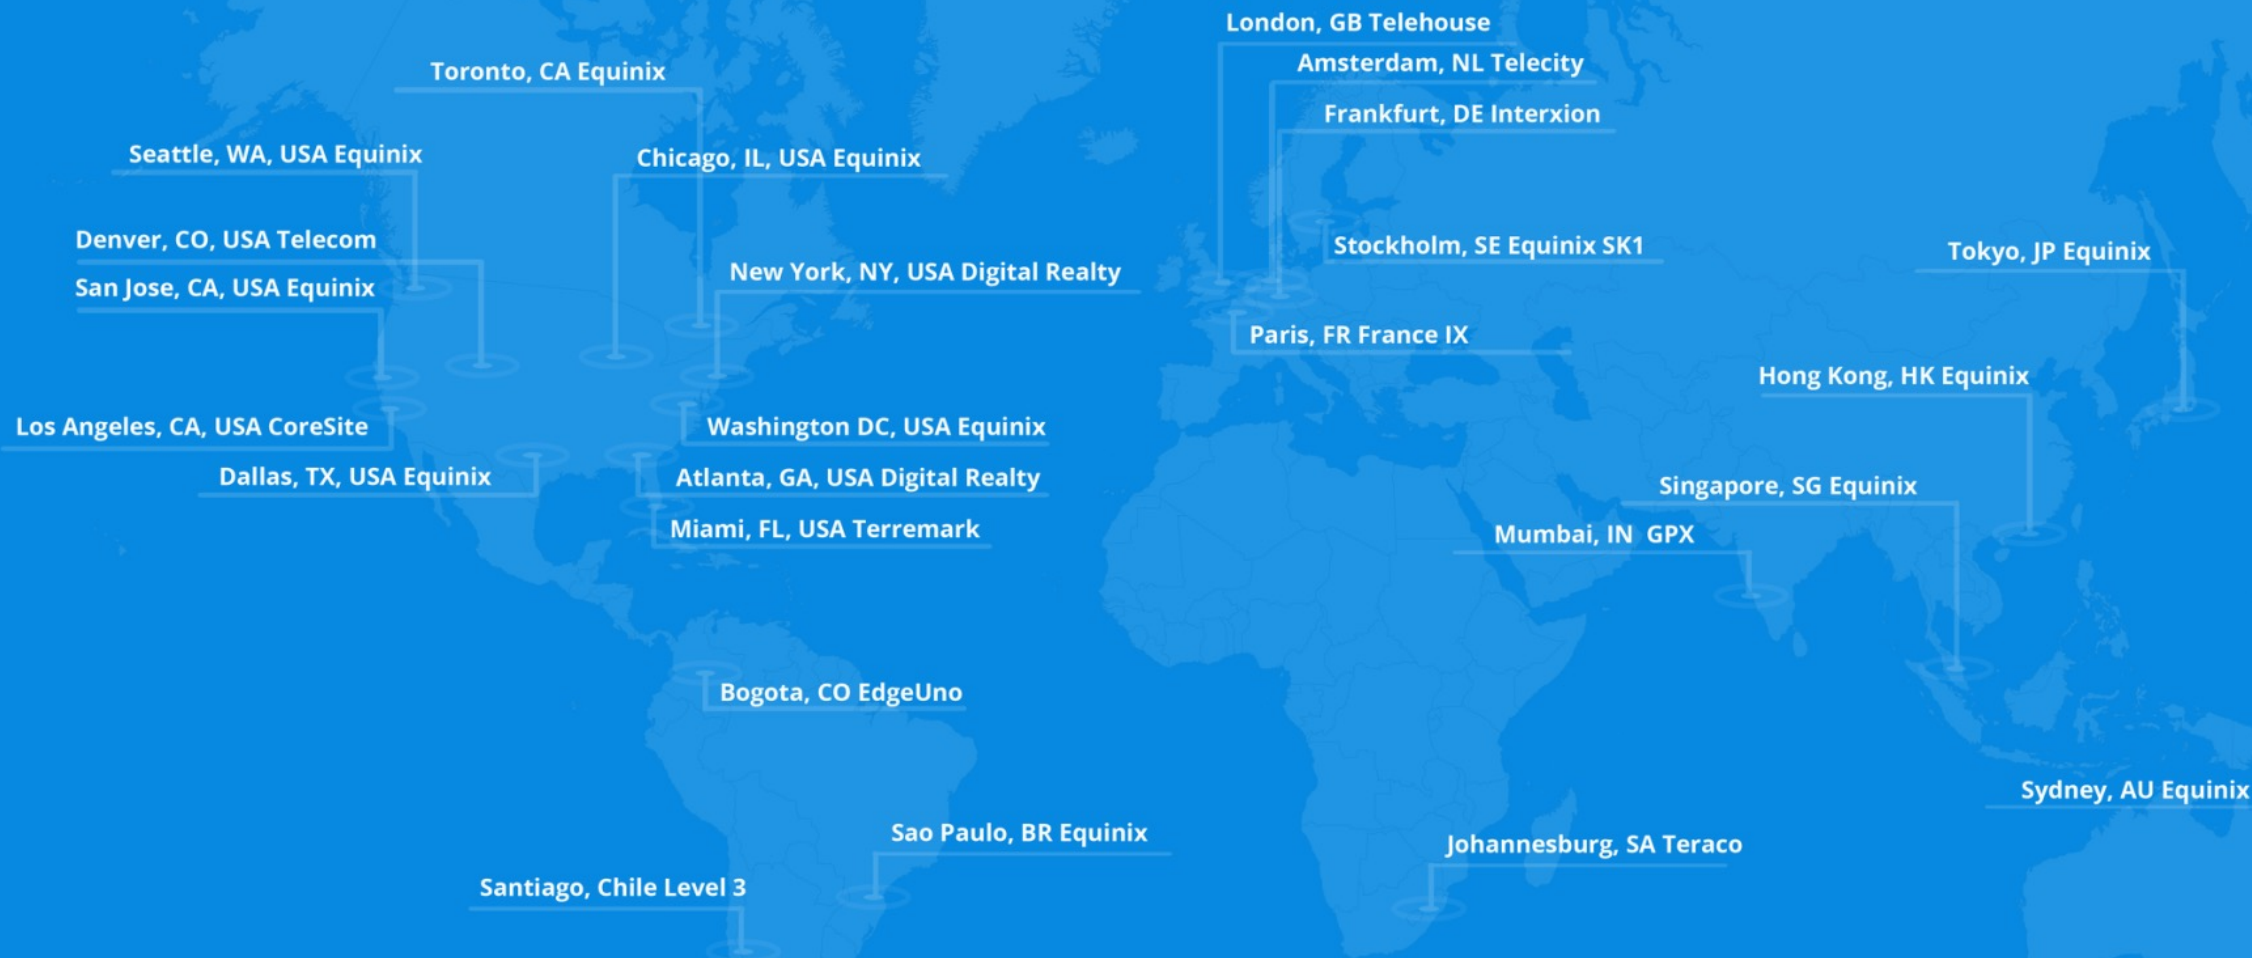 London, GB Telehouse
Amsterdam, NL Telecity
Toronto, CA Equinix
Frankfurt, DE Interxion
Seattle, WA, USA Equinix
Chicago, IL, USA Equinix
Denver, CO, USA Telecom
Stockholm, SE Equinix SK1
Tokyo, JP Equinix
New York, NY, USA Digital Realty
San Jose, CA, USA Equinix
Paris, FR France IX
Hong Kong, HK Equinix
Los Angeles, CA, USA CoreSite
Washington DC, USA Equinix
Dallas, TX, USA Equinix
Atlanta, GA, USA Digital Realty
Singapore, SG Equinix
Miami, FL, USA Terremark
Mumbai, IN GPX
Bogota, CO EdgeUno
Sydney, AU Equinix
Sao Paulo, BR Equinix
Johannesburg, SA Teraco
Santiago, Chile Level 3